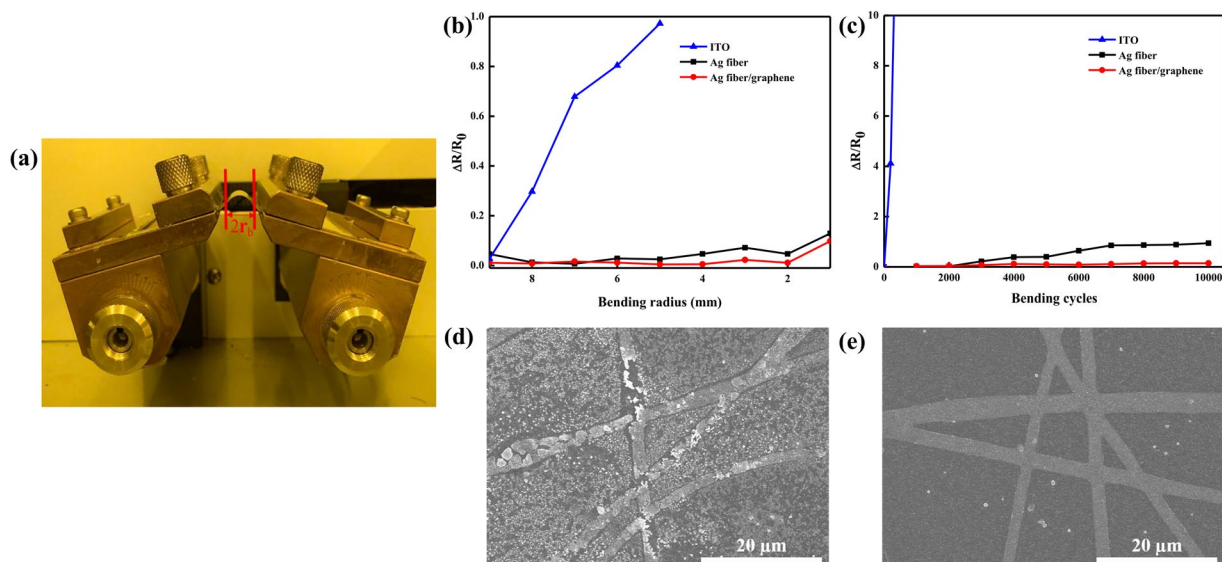 (a)
2r_b
(b)
1.0
0.8
0.6
0.4
0.2
0.0
ΔR/R₀
8
6
4
2
Bending radius (mm)
ITO
Ag fiber
Ag fiber/graphene
(c)
10
8
6
4
2
0
ΔR/R₀
0
2000
4000
6000
8000
10000
Bending cycles
ITO
Ag fiber
Ag fiber/graphene
(d)
20 µm
(e)
20 µm